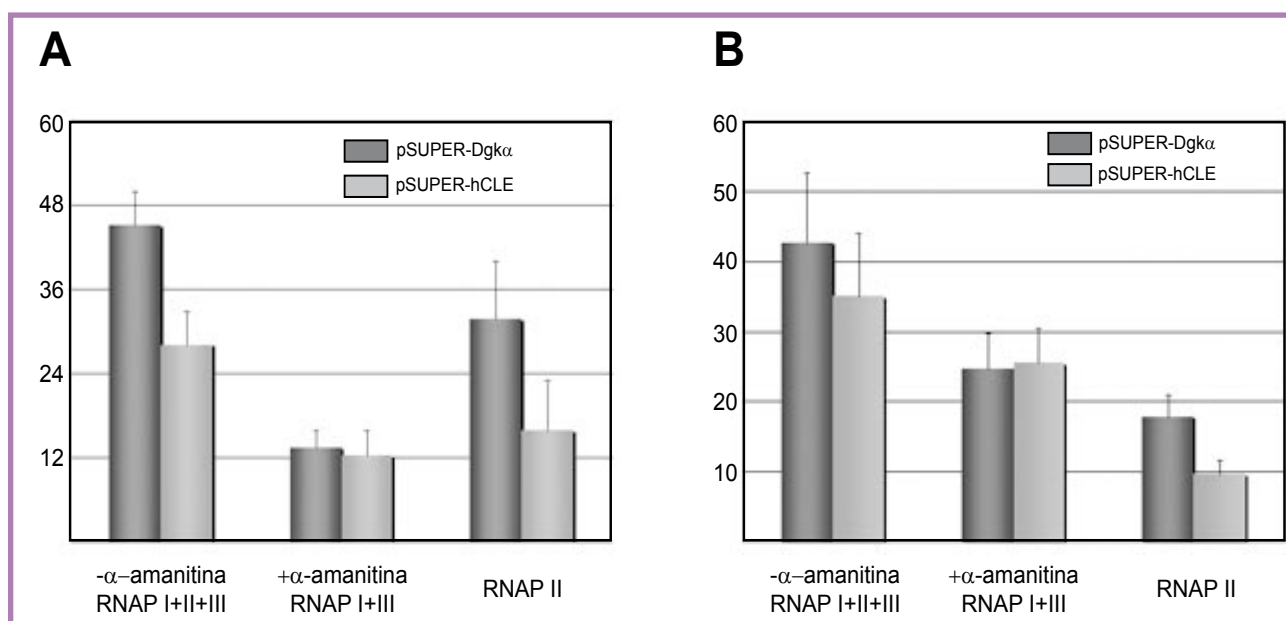 A
60
48
36
24
12
pSUPER-Dgkα
pSUPER-hCLE
-α–amanitina
RNAP I+II+III
+α-amanitina
RNAP I+III
RNAP II
B
60
50
40
30
20
10
pSUPER-Dgkα
pSUPER-hCLE
-α–amanitina
RNAP I+II+III
+α-amanitina
RNAP I+III
RNAP II